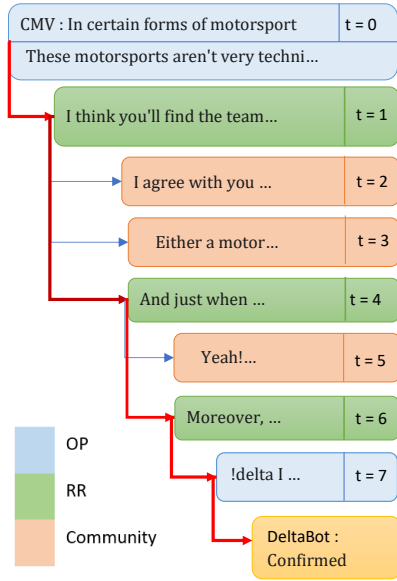 CMV : In certain forms of motorsport t = 0
These motorsports aren't very techni...
I think you'll find the team... t = 1
I agree with you ... t = 2
Either a motor... t = 3
And just when ... t = 4
Yeah!... t = 5
Moreover, ... t = 6
!delta I ... t = 7
DeltaBot :
Confirmed
OP
RR
Community